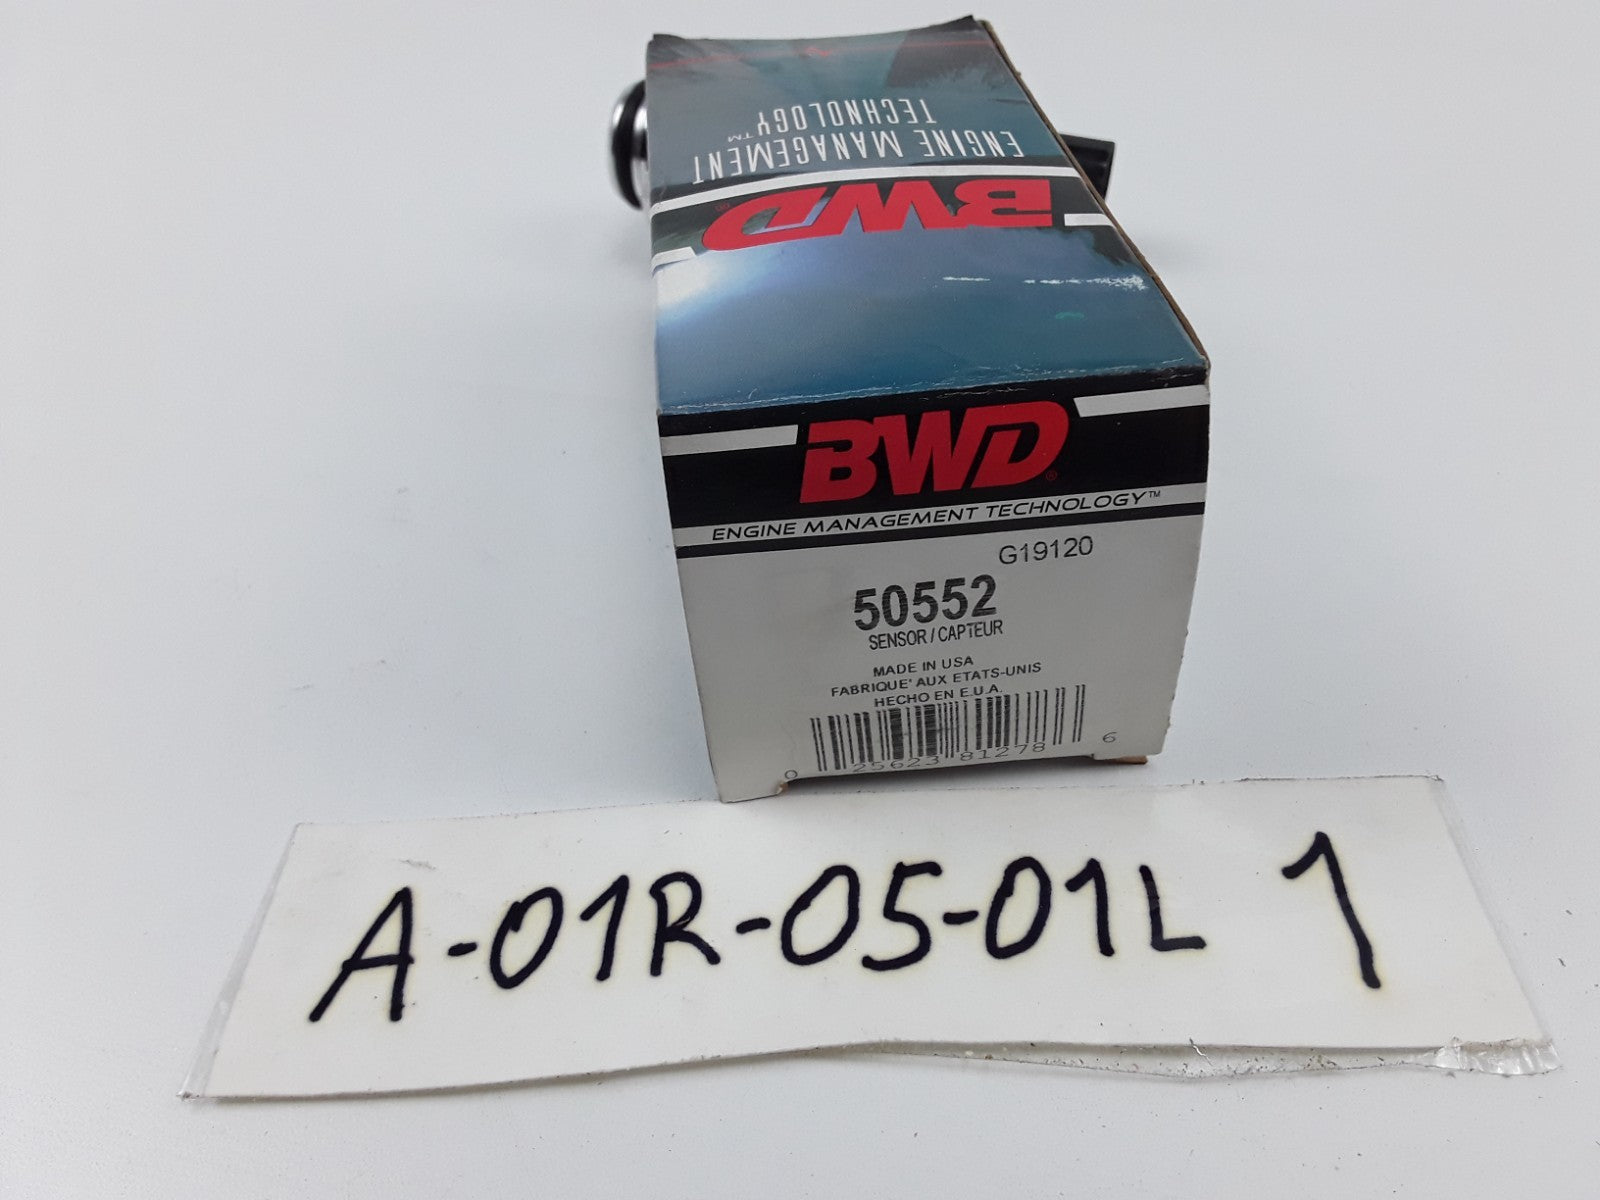 ENGINE MANAGEMENT
TECHNOLOGY™
BWD®
BWD®
ENGINE MANAGEMENT TECHNOLOGY™
G19120
50552
SENSOR / CAPTEUR
MADE IN USA
FABRIQUE' AUX ETATS-UNIS
HECHO EN E.U.A.
0 25623 81278 6
A-01R-05-01L 1